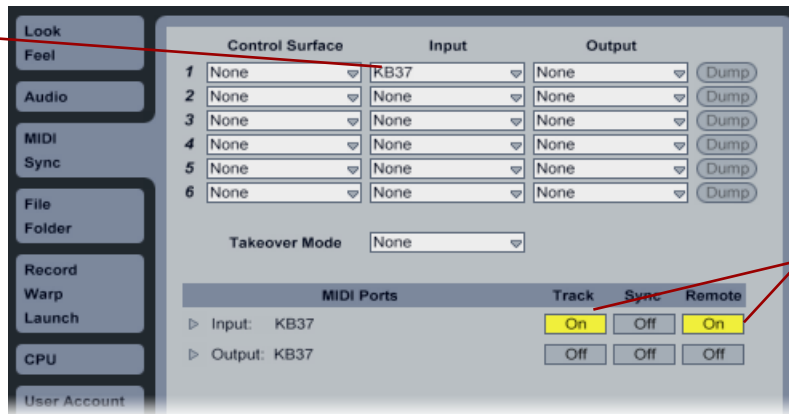 Look
Feel
Audio
MIDI
Sync
File
Folder
Record
Warp
Launch
CPU
User Account
Control Surface Input Output
1 None KB37 None Dump
2 None None None Dump
3 None None None Dump
4 None None None Dump
5 None None None Dump
6 None None None Dump
Takeover Mode None
MIDI Ports Track Sync Remote
Input: KB37 On Off On
Output: KB37 Off Off Off